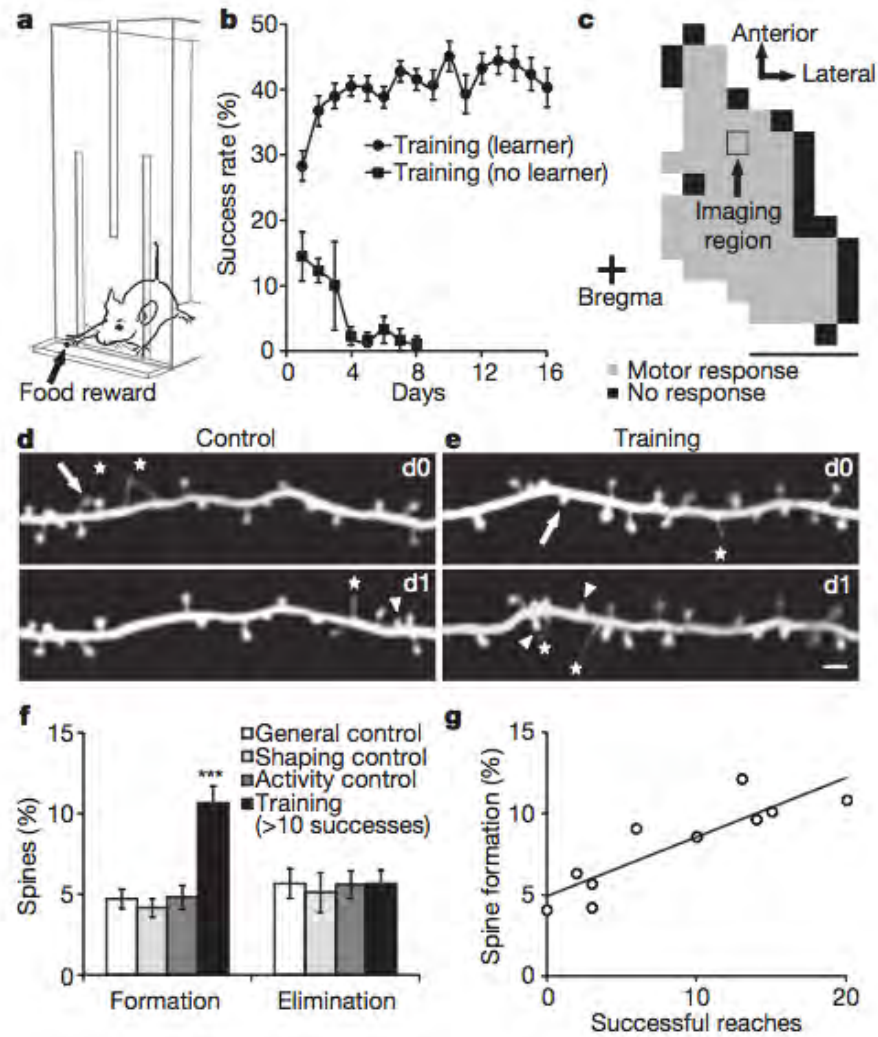 a
Food reward
b
Success rate (%)
50
40
30
20
10
0
Training (learner)
Training (no learner)
0 4 8 12 16
Days
c
Anterior
Lateral
Imaging
region
Bregma
Motor response
No response
d Control
d0
d1
e Training
d0
d1
f
Spines (%)
15
10
5
0
General control
Shaping control
Activity control
Training
(>10 successes)
***
Formation Elimination
g
Spine formation (%)
15
10
5
0
0 10 20
Successful reaches